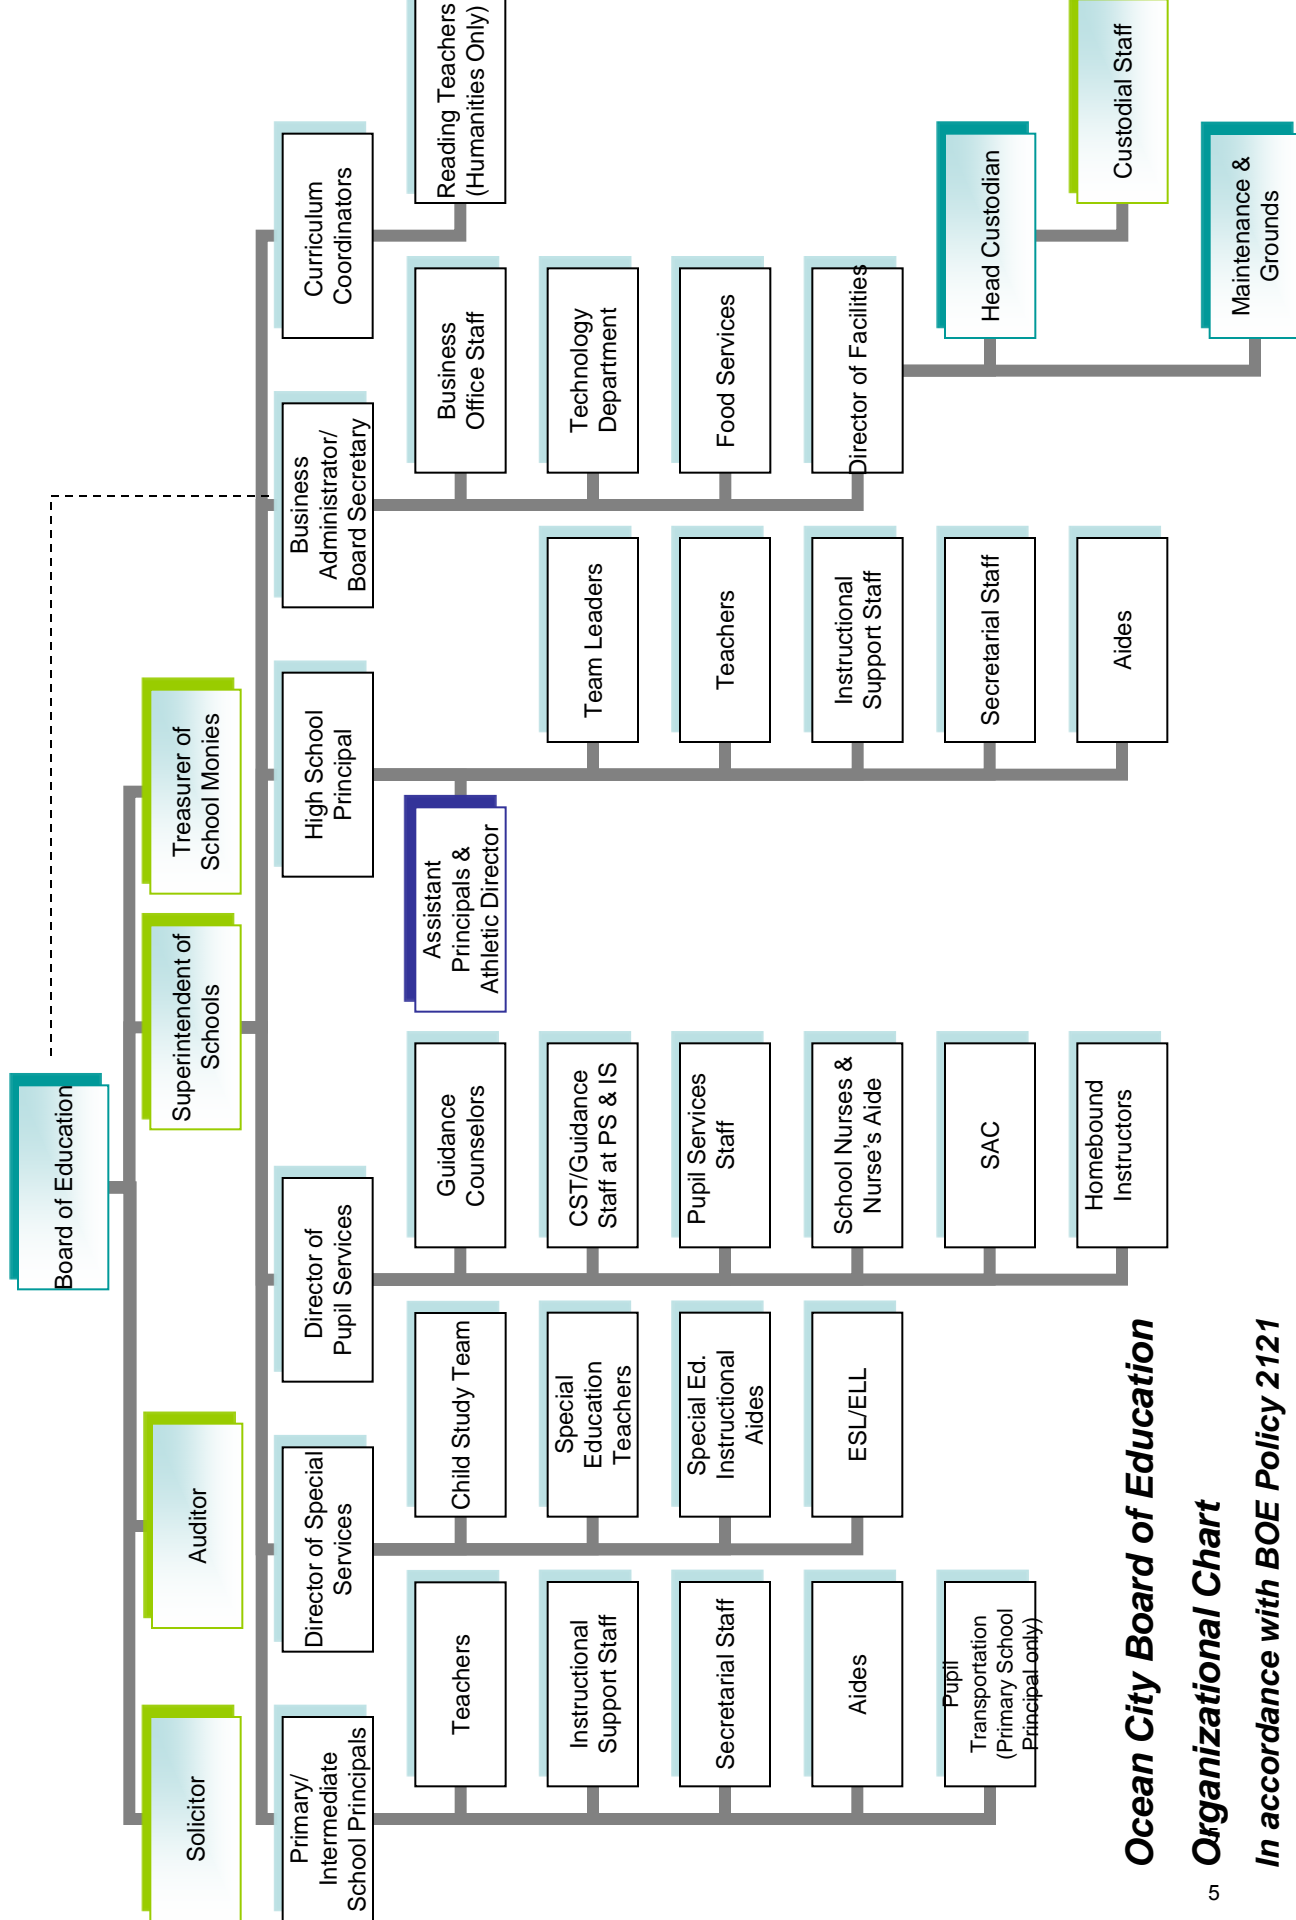 Board of Education
Solicitor
Auditor
Superintendent of
Schools
Treasurer of
School Monies
Primary/
Intermediate
School Principals
Director of Special
Services
Director of
Pupil Services
High School
Principal
Business
Administrator/
Board Secretary
Curriculum
Coordinators
Teachers
Instructional
Support Staff
Secretarial Staff
Aides
Pupil
Transportation
(Primary School
Principal only)
Child Study Team
Special
Education
Teachers
Special Ed.
Instructional
Aides
ESL/ELL
Guidance
Counselors
CST/Guidance
Staff at PS & IS
Pupil Services
Staff
School Nurses &
Nurse's Aide
SAC
Homebound
Instructors
Assistant
Principals &
Athletic Director
Team Leaders
Teachers
Instructional
Support Staff
Secretarial Staff
Aides
Business
Office Staff
Technology
Department
Food Services
Director of Facilities
Head Custodian
Custodial Staff
Maintenance &
Grounds
Reading Teachers
(Humanities Only)
Ocean City Board of Education
Organizational Chart
In accordance with BOE Policy 2121
5